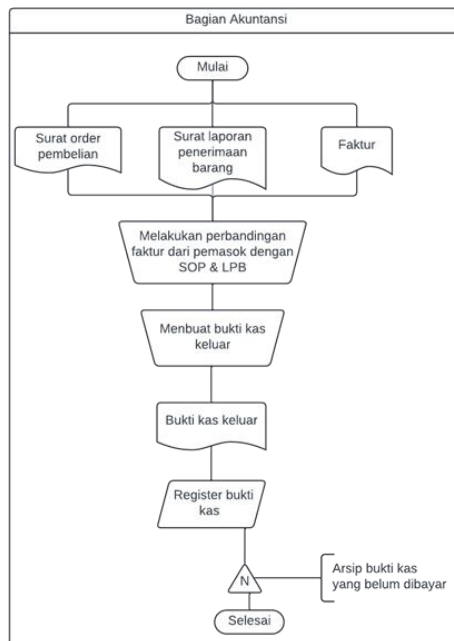 Bagian Akuntansi
Mulai
Surat order
pembelian
Surat laporan
penerimaan
barang
Faktur
Melakukan perbandingan
faktur dari pemasok dengan
SOP & LPB
Menbuat bukti kas
keluar
Bukti kas keluar
Register bukti
kas
N
Arsip bukti kas
yang belum dibayar
Selesai